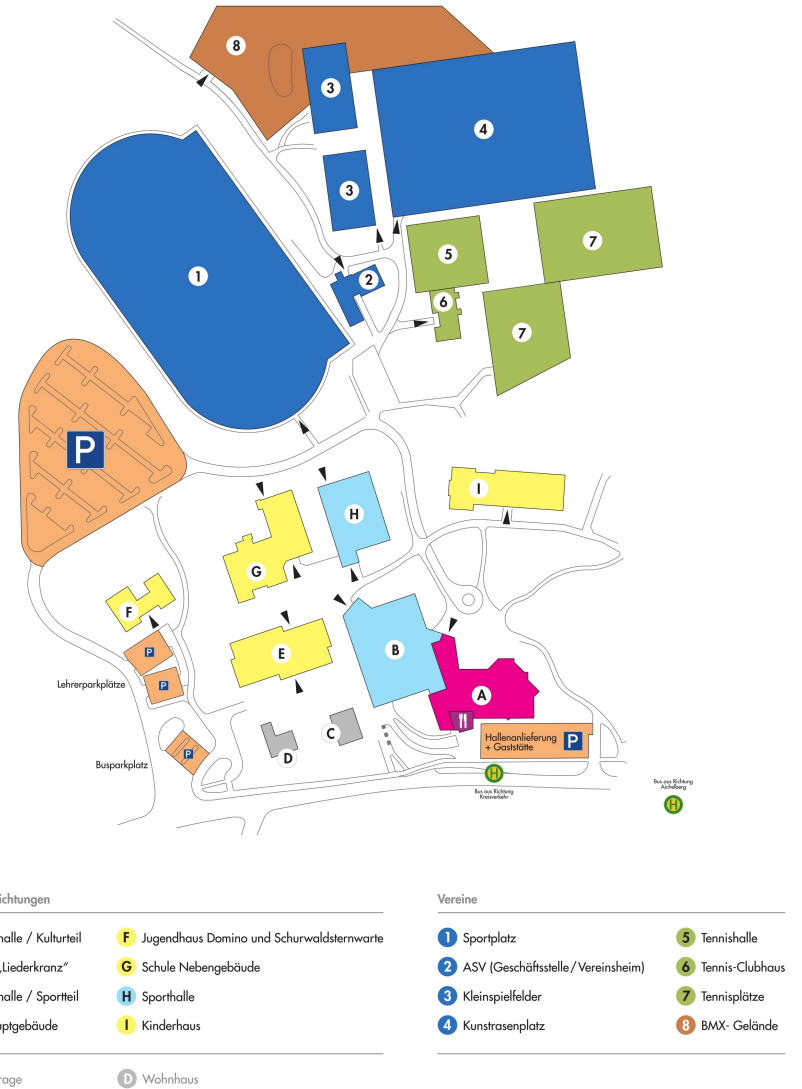 8
3
4
3
7
5
1
2
6
7
P
I
H
G
F
E
B
P
A
Lehrerparkplätze
P
C
Hallenanlieferung
+ Gaststätte
P
D
P
Busparkplatz
H
Bus aus Richtung
Kreisverkehr
Bus aus Richtung
Aichelberg
H
ichtungen
Vereine
halle / Kulturteil
F Jugendhaus Domino und Schurwaldsternwarte
1 Sportplatz
5 Tennishalle
„Liederkranz“
G Schule Nebengebäude
2 ASV (Geschäftsstelle/Vereinsheim)
6 Tennis-Clubhaus
halle / Sportteil
H Sporthalle
3 Kleinspielfelder
7 Tennisplätze
uptgebäude
I Kinderhaus
4 Kunstrasenplatz
8 BMX- Gelände
rage
D Wohnhaus